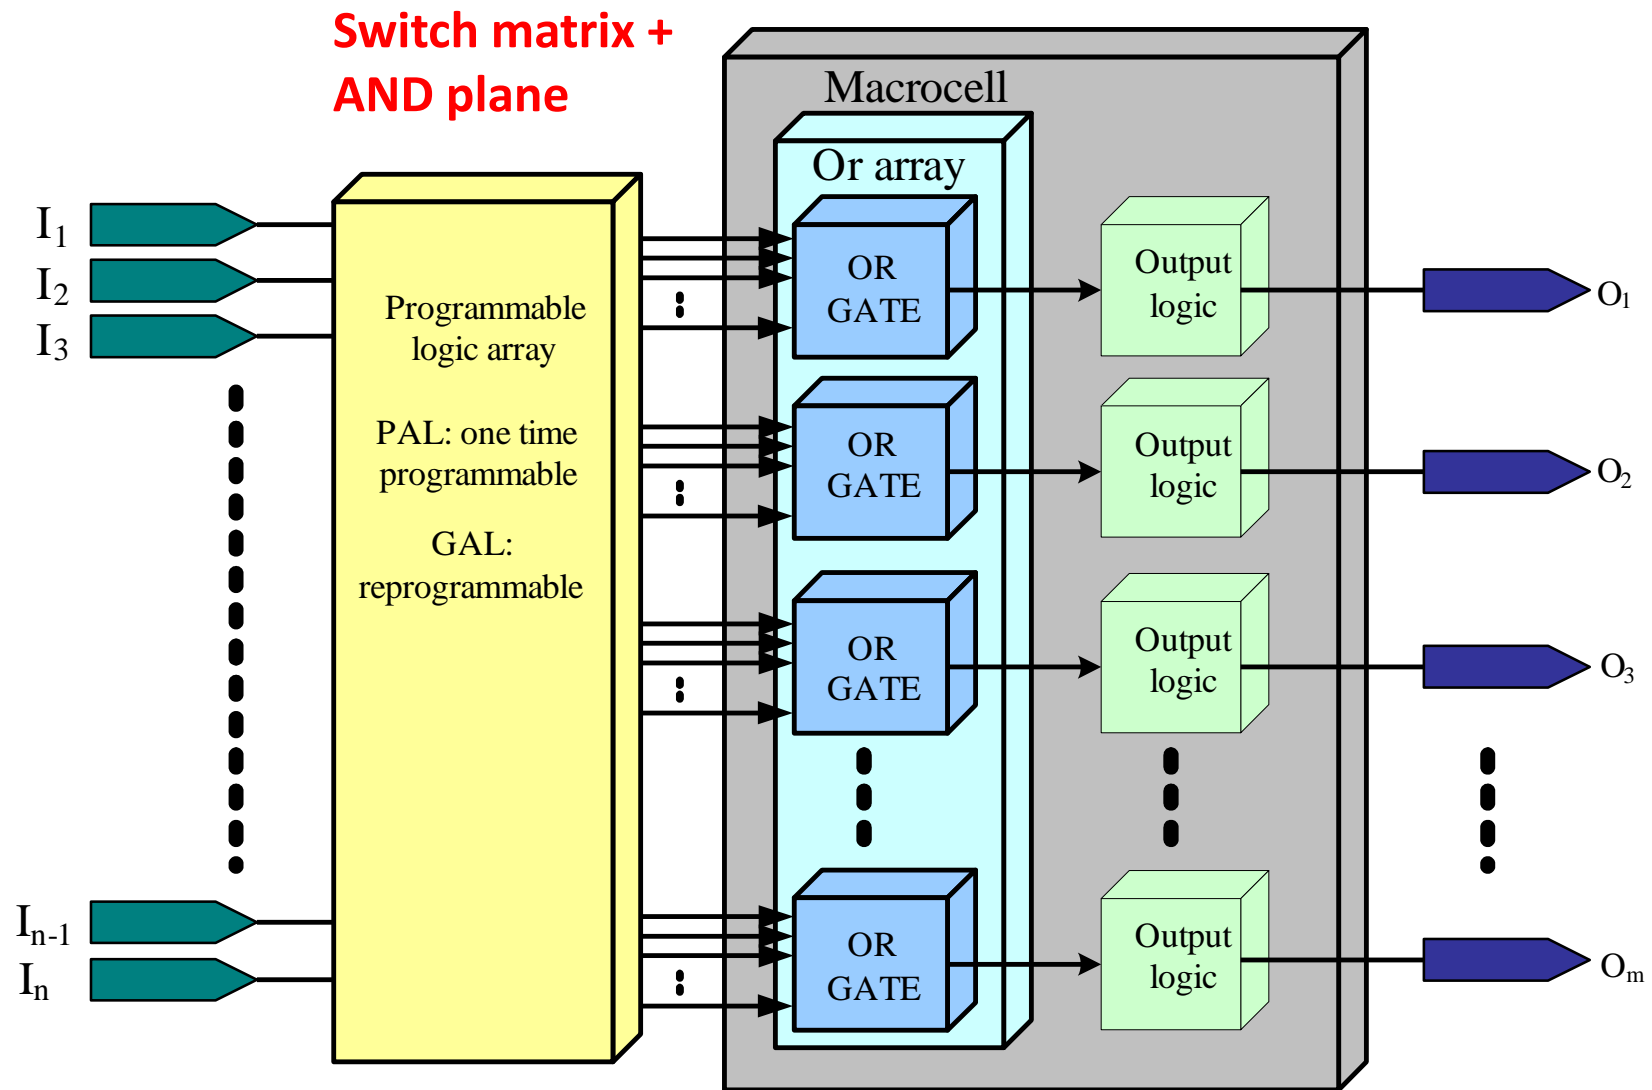 Switch matrix +
AND plane
Macrocell
Or array
I1
I2
I3
In-1
In
Programmable
logic array
PAL: one time
programmable
GAL:
reprogrammable
OR
GATE
Output
logic
O1
OR
GATE
Output
logic
O2
OR
GATE
Output
logic
O3
OR
GATE
Output
logic
Om